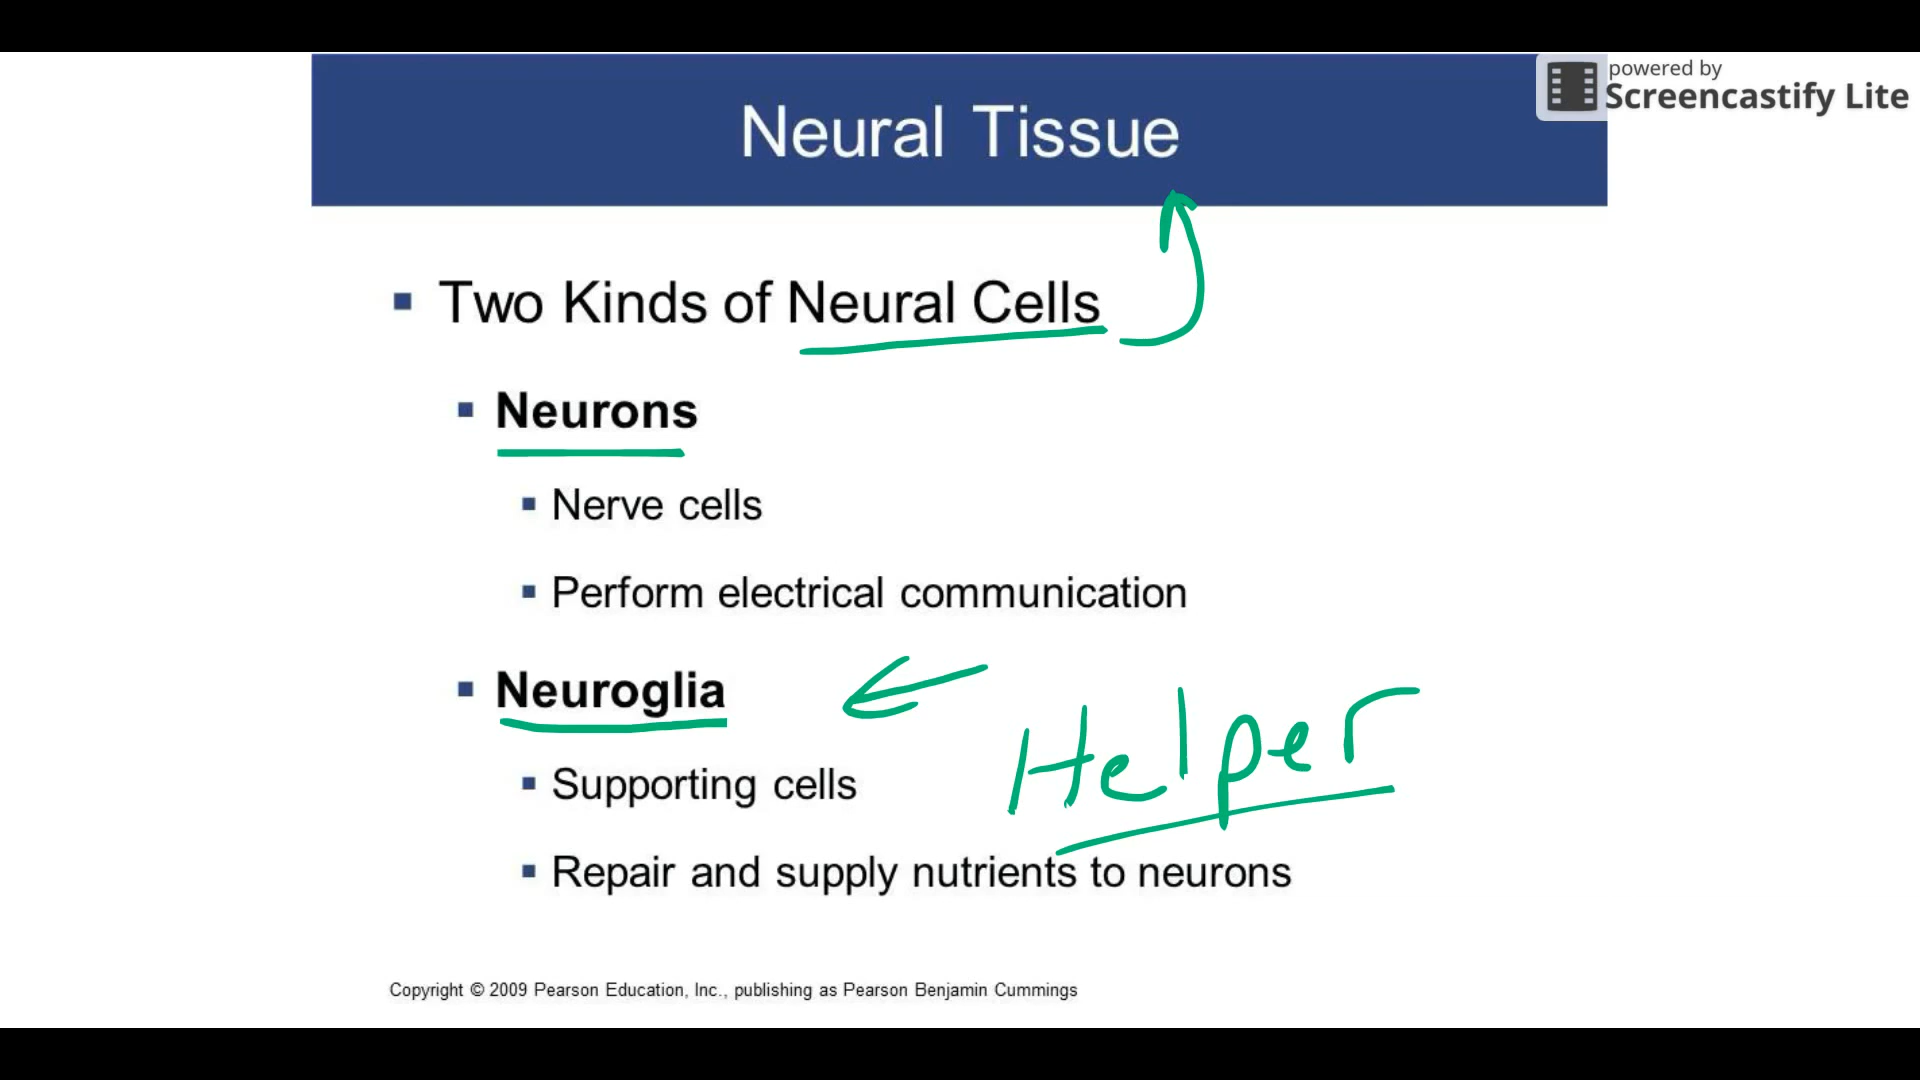 powered by
Screencastify Lite
Neural Tissue
Two Kinds of Neural Cells
Neurons
Nerve cells
Perform electrical communication
Neuroglia
Helper
Supporting cells
Repair and supply nutrients to neurons
Copyright © 2009 Pearson Education, Inc., publishing as Pearson Benjamin Cummings